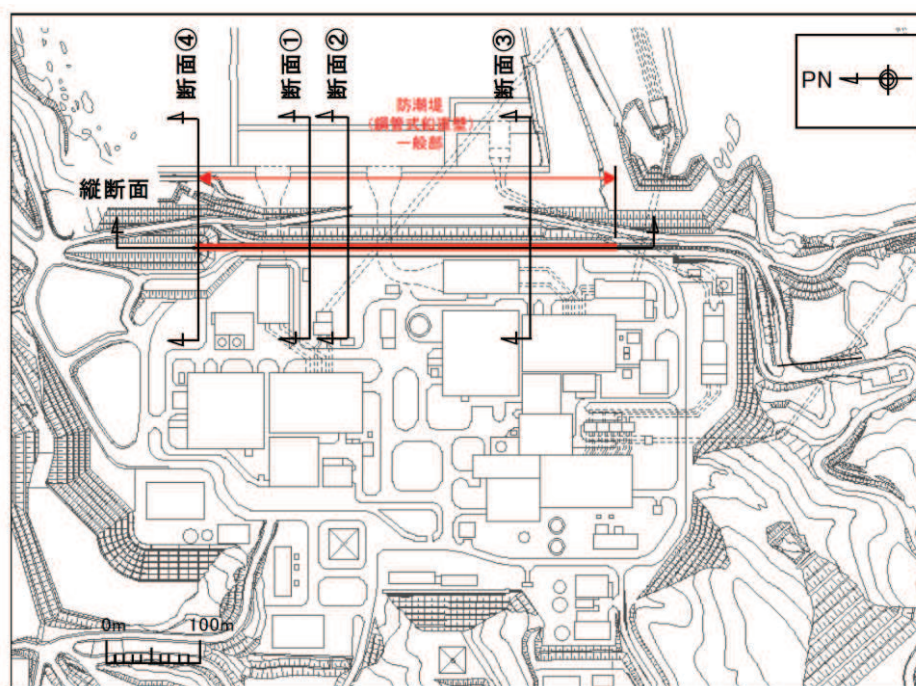 断面④
断面①
断面②
断面③
PN
防潮堤
(鋼管式鉛直壁)
一般部
縦断面
0m 100m